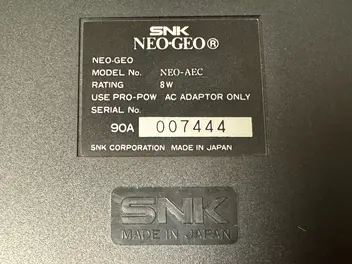 SNK
NEO·GEO®
NEO·GEO
MODEL No. NEO-AEC
RATING 8W
USE PRO-POW AC ADAPTOR ONLY
SERIAL No.
90A 007444
SNK CORPORATION MADE IN JAPAN
SNK
MADE IN JAPAN